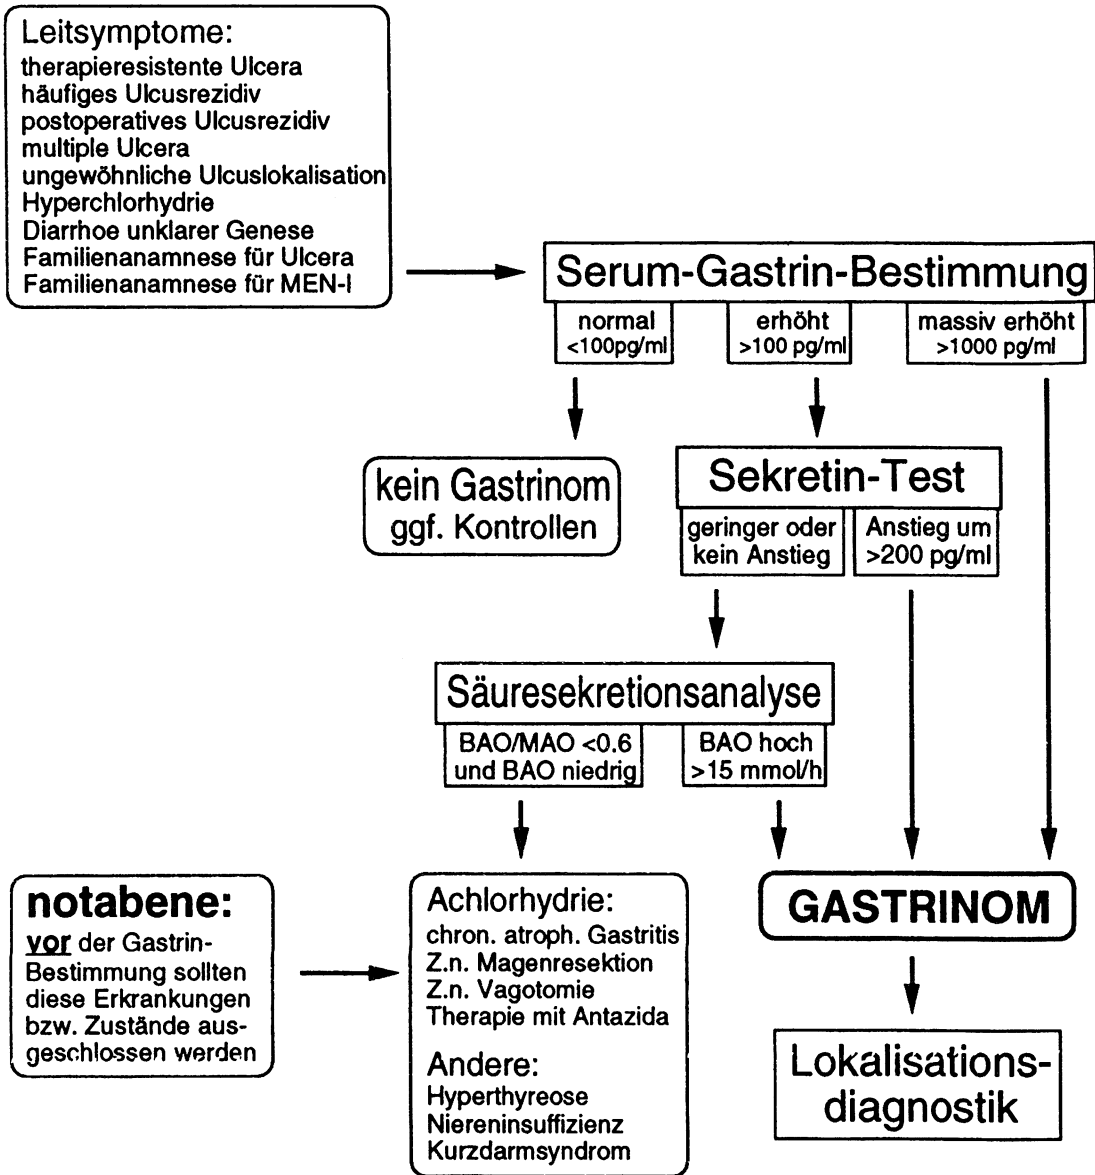 Leitsymptome:
therapieresistente Ulcera
häufiges Ulcusrezidiv
postoperatives Ulcusrezidiv
multiple Ulcera
ungewöhnliche Ulcuslokalisation
Hyperchlorhydrie
Diarrhoe unklarer Genese
Familienanamnese für Ulcera
Familienanamnese für MEN-I
Serum-Gastrin-Bestimmung
normal
<100pg/ml
erhöht
>100 pg/ml
massiv erhöht
>1000 pg/ml
kein Gastrinom
ggf. Kontrollen
Sekretin-Test
geringer oder
kein Anstieg
Anstieg um
>200 pg/ml
Säuresekretionsanalyse
BAO/MAO <0.6
und BAO niedrig
BAO hoch
>15 mmol/h
notabene:
vor der Gastrin-
Bestimmung sollten
diese Erkrankungen
bzw. Zustände aus-
geschlossen werden
Achlorhydrie:
chron. atroph. Gastritis
Z.n. Magenresektion
Z.n. Vagotomie
Therapie mit Antazida
Andere:
Hyperthyreose
Niereninsuffizienz
Kurzdarmsyndrom
GASTRINOM
Lokalisations-
diagnostik